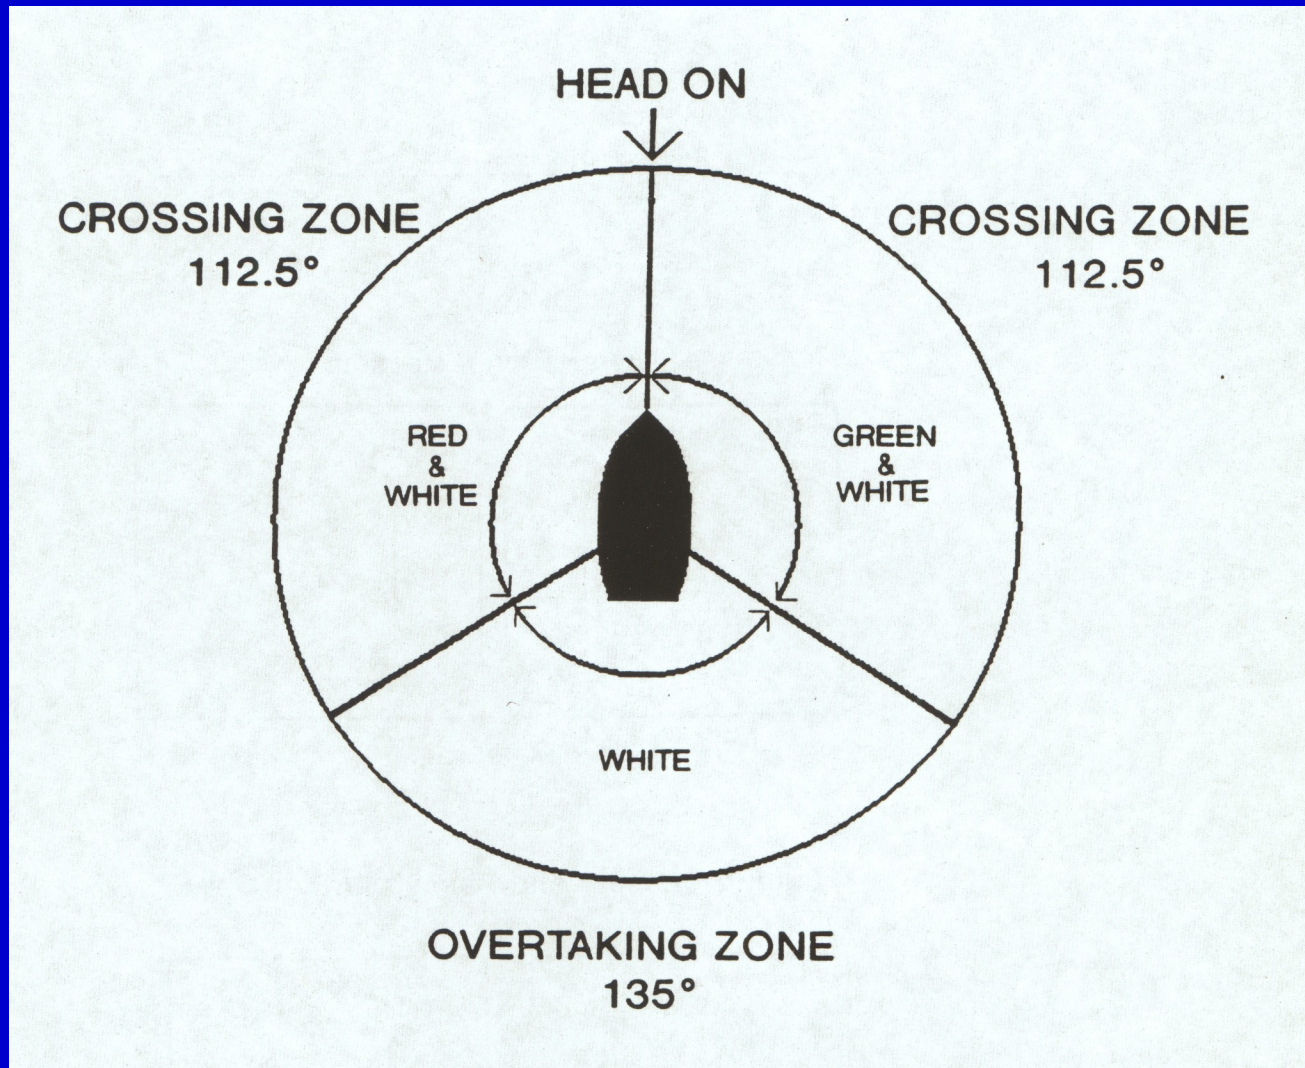 HEAD ON
CROSSING ZONE
112.5°
CROSSING ZONE
112.5°
RED
&
WHITE
GREEN
&
WHITE
WHITE
OVERTAKING ZONE
135°